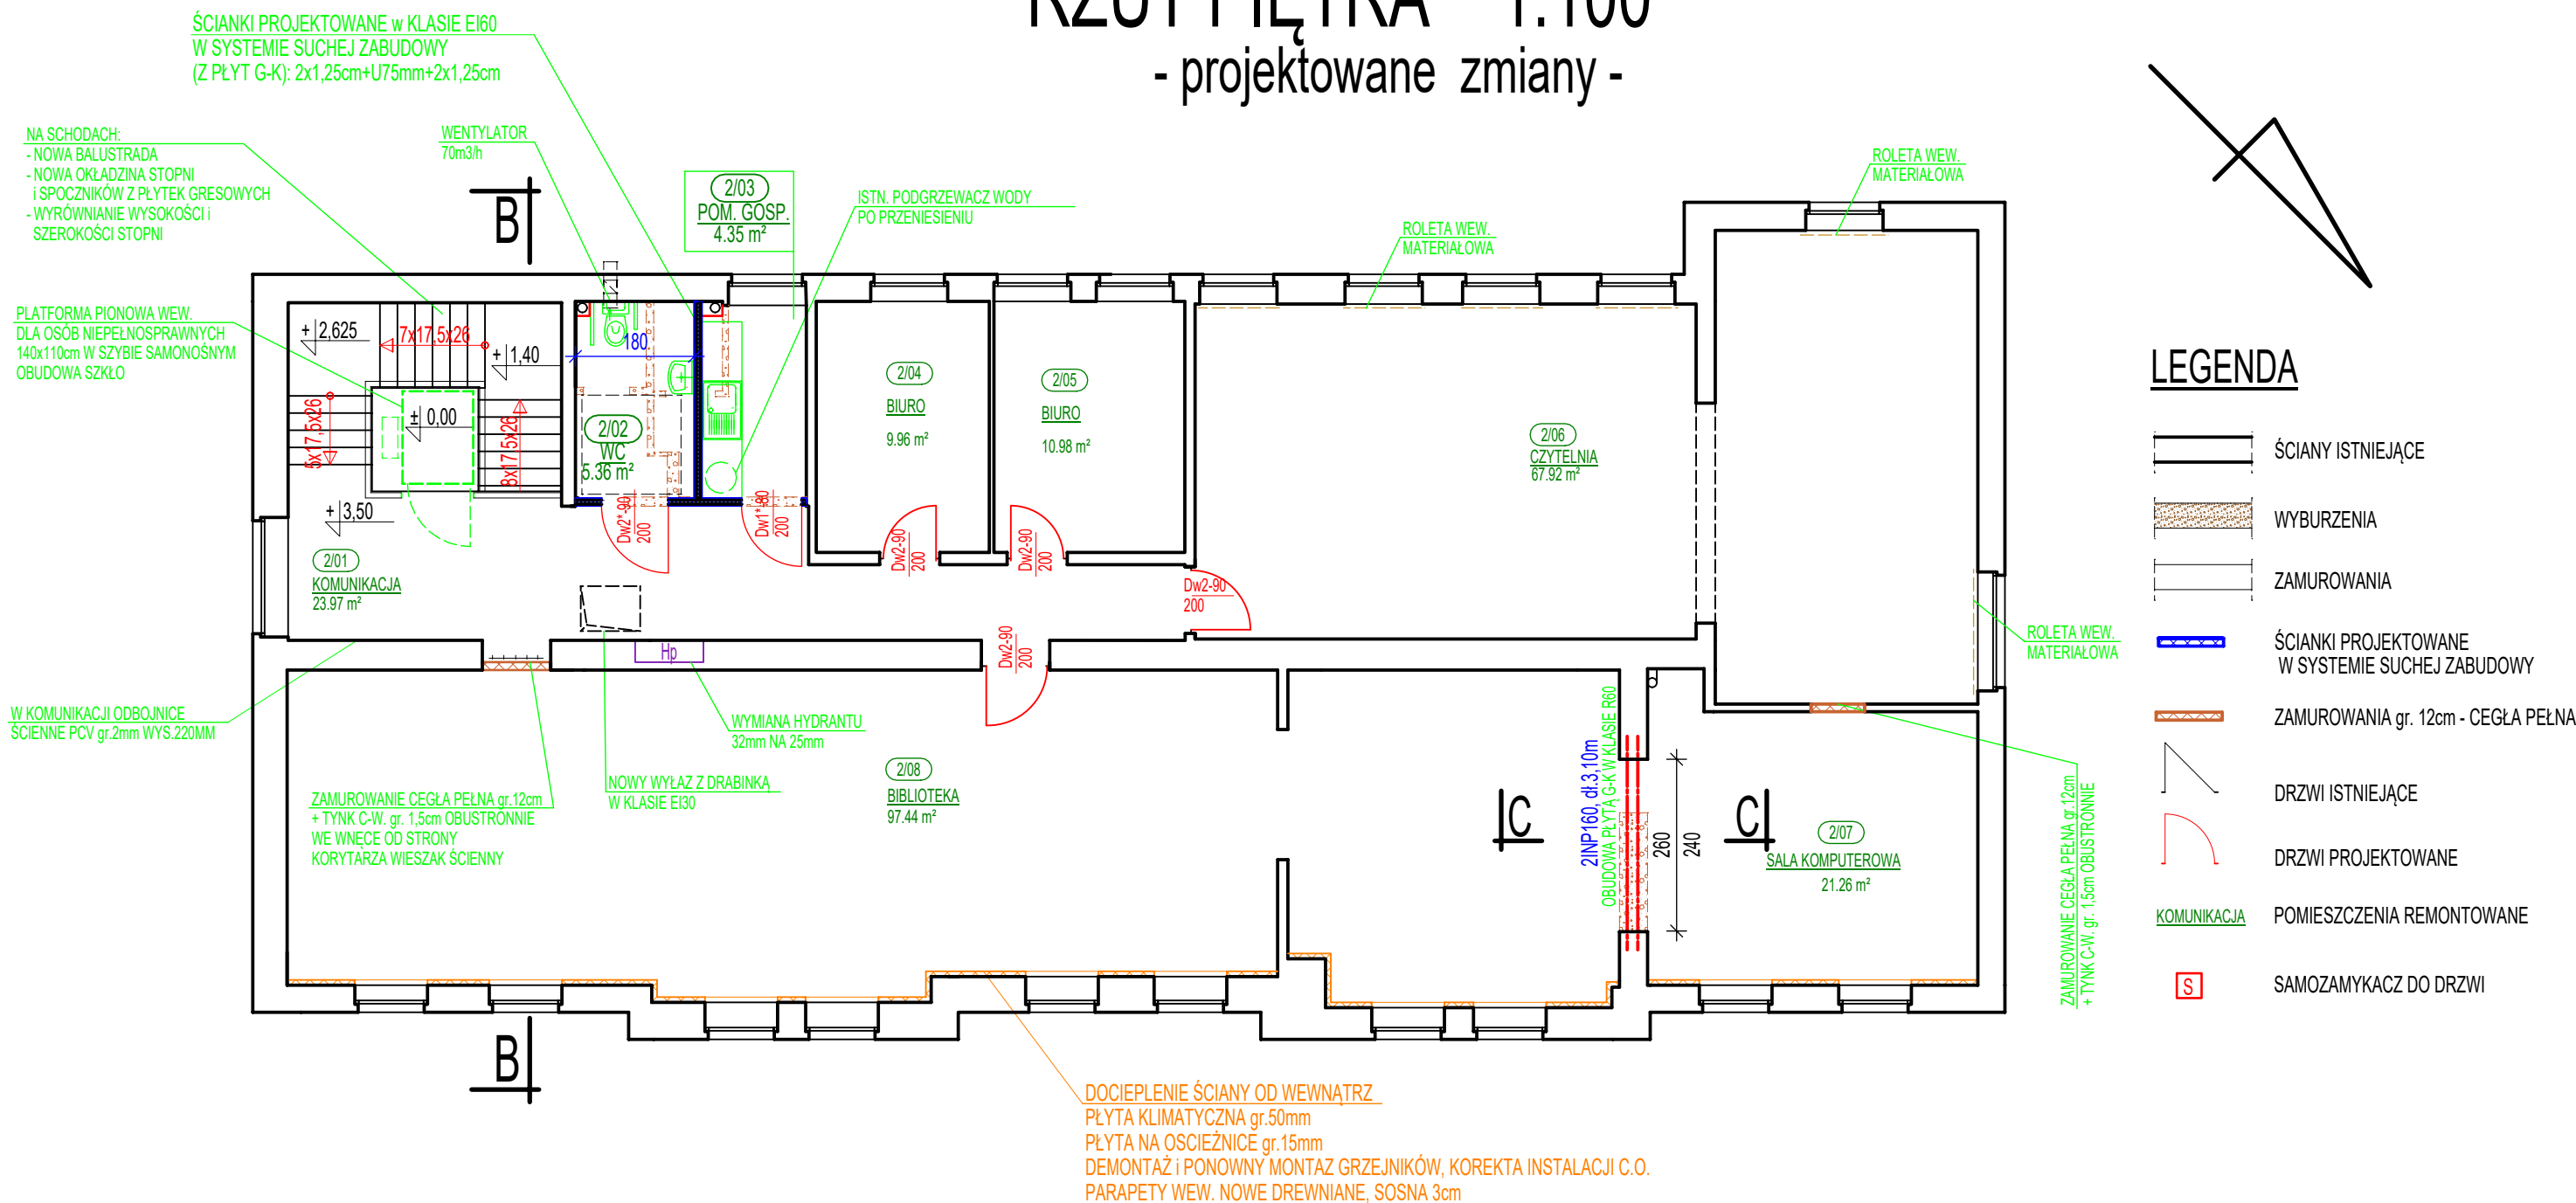 RZUT PIĘTRA 1:100
- projektowane zmiany -
ŚCIANKI PROJEKTOWANE w KLASIE EI60
W SYSTEMIE SUCHEJ ZABUDOWY
(Z PŁYT G-K): 2x1,25cm+U75mm+2x1,25cm
NA SCHODACH:
- NOWA BALUSTRADA
- NOWA OKŁADZINA STOPNI
i SPOCZNIKÓW Z PŁYTEK GRESOWYCH
- WYRÓWNIANIE WYSOKOŚCI i
SZEROKOŚCI STOPNI
WENTYLATOR
70m3/h
B
2/03
POM. GOSP.
4.35 m²
ISTN. PODGRZEWACZ WODY
PO PRZENIESIENIU
ROLETA WEW.
MATERIAŁOWA
ROLETA WEW.
MATERIAŁOWA
PLATFORMA PIONOWA WEW.
DLA OSÓB NIEPEŁNOSPRAWNYCH
140x110cm W SZYBIE SAMONOŚNYM
OBUDOWA SZKŁO
+ 2,625
7x17,5x26
+ 1,40
± 0,00
5x17,5x26
8x17,5x26
+ 3,50
180
2/02
WC
5.36 m²
2/04
BIURO
9.96 m²
2/05
BIURO
10.98 m²
2/06
CZYTELNIA
67.92 m²
Dw2*-90
200
Dw1*-80
200
Dw2-90
200
Dw2-90
200
Dw2-90
200
Dw2-90
200
2/01
KOMUNIKACJA
23.97 m²
Hp
W KOMUNIKACJI ODBOJNICE
ŚCIENNE PCV gr.2mm WYS.220MM
WYMIANA HYDRANTU
32mm NA 25mm
NOWY WYŁAZ Z DRABINKĄ
W KLASIE EI30
ZAMUROWANIE CEGŁA PEŁNA gr.12cm
+ TYNK C-W. gr. 1,5cm OBUSTRONNIE
WE WNĘCE OD STRONY
KORYTARZA WIESZAK ŚCIENNY
2/08
BIBLIOTEKA
97.44 m²
C
2INP160, dł.3,10m
OBUDOWA PŁYTĄ G-K W KLASIE R60
260
240
C
2/07
SALA KOMPUTEROWA
21.26 m²
ROLETA WEW.
MATERIAŁOWA
ZAMUROWANIE CEGŁA PEŁNA gr.12cm
+ TYNK C-W. gr. 1,5cm OBUSTRONNIE
B
DOCIEPLENIE ŚCIANY OD WEWNĄTRZ
PŁYTA KLIMATYCZNA gr.50mm
PŁYTA NA OSCIEŻNICE gr.15mm
DEMONTAŻ i PONOWNY MONTAZ GRZEJNIKÓW, KOREKTA INSTALACJI C.O.
PARAPETY WEW. NOWE DREWNIANE, SOSNA 3cm
LEGENDA
ŚCIANY ISTNIEJĄCE
WYBURZENIA
ZAMUROWANIA
ŚCIANKI PROJEKTOWANE
W SYSTEMIE SUCHEJ ZABUDOWY
ZAMUROWANIA gr. 12cm - CEGŁA PEŁNA
DRZWI ISTNIEJĄCE
DRZWI PROJEKTOWANE
KOMUNIKACJA POMIESZCZENIA REMONTOWANE
S SAMOZAMYKACZ DO DRZWI